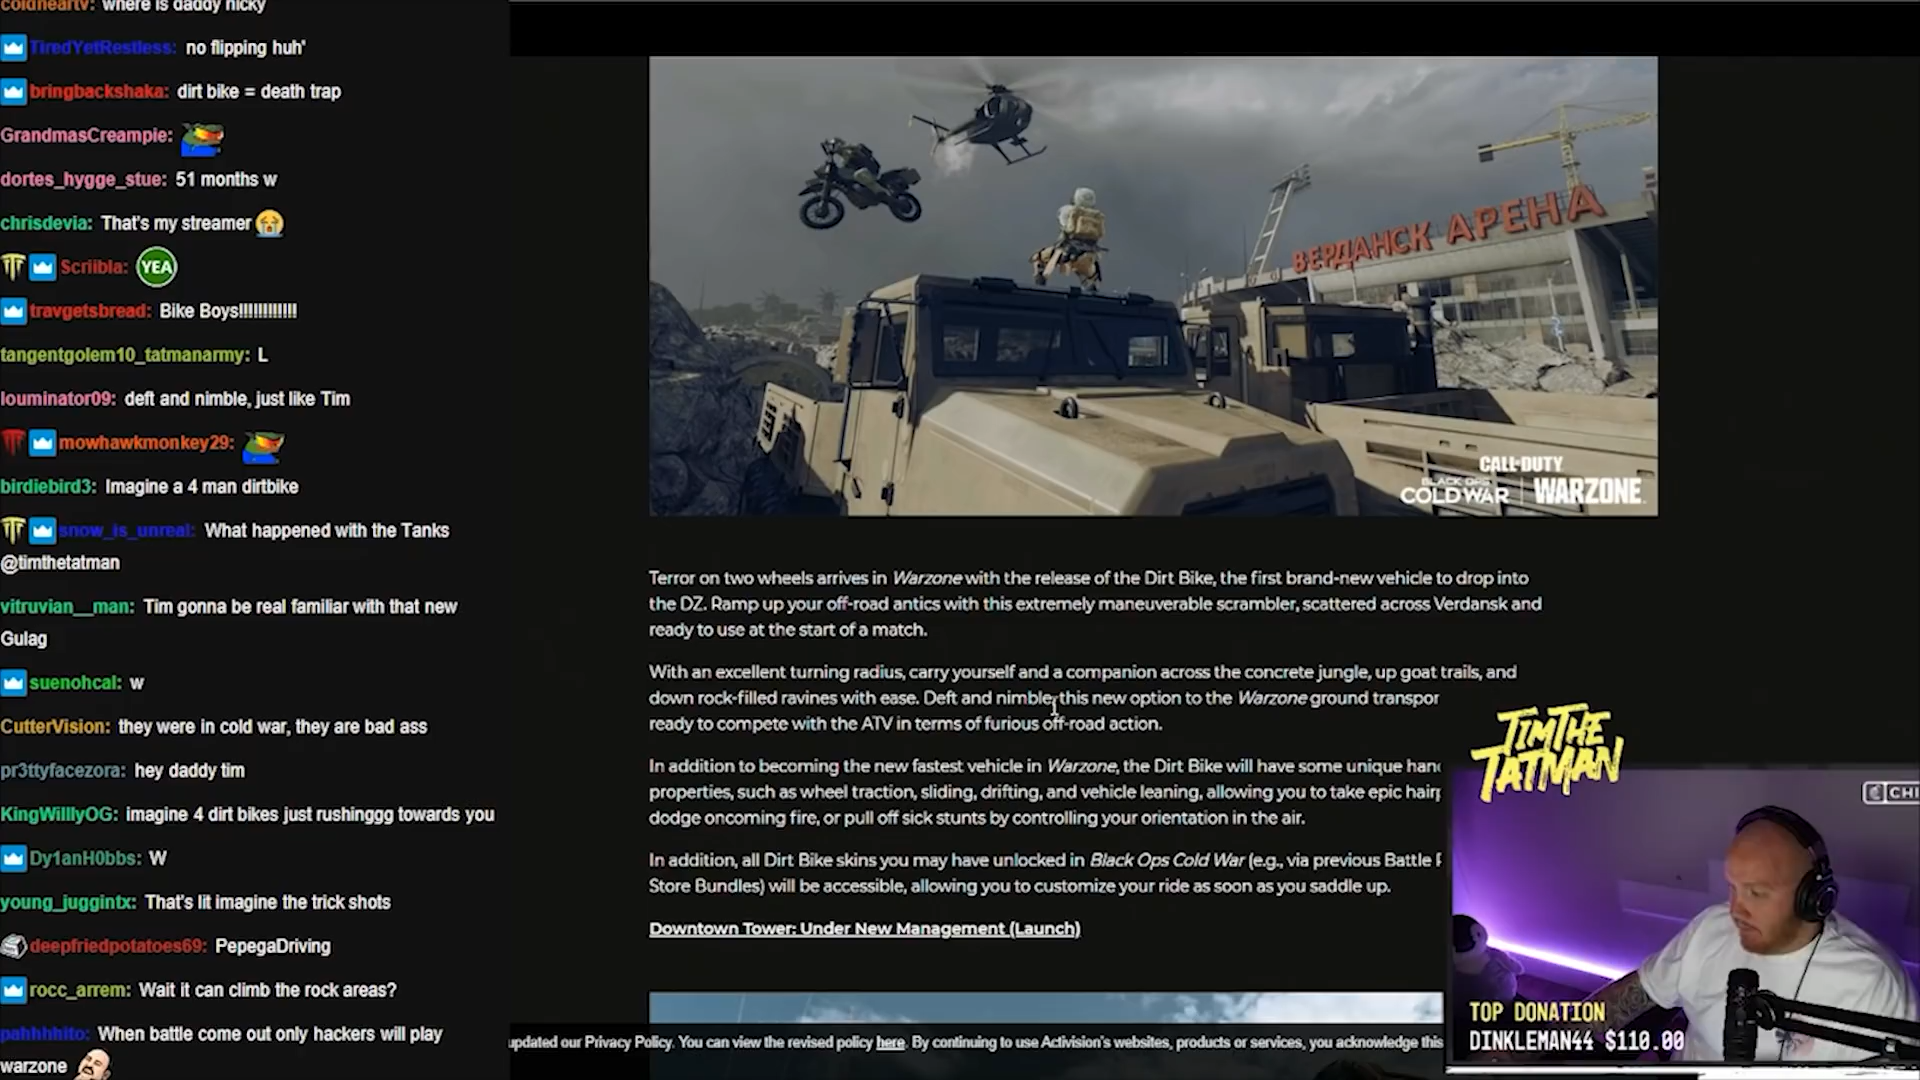 coldheartv: where is daddy nicky
TiredYetRestless: no flipping huh'
bringbackshaka: dirt bike = death trap
GrandmasCreampie:
dortes_hygge_stue: 51 months w
chrisdevia: That's my streamer
Scriibla: YEA
travgetsbread: Bike Boys!!!!!!!!!!!!
tangentgolem10_tatmanarmy: L
louminator09: deft and nimble, just like Tim
mowhawkmonkey29:
birdiebird3: Imagine a 4 man dirtbike
snow_is_unreal: What happened with the Tanks
@timthetatman
vitruvian__man: Tim gonna be real familiar with that new
Gulag
suenohcal: w
CutterVision: they were in cold war, they are bad ass
pr3ttyfacezora: hey daddy tim
KingWilllyOG: imagine 4 dirt bikes just rushinggg towards you
Dy1anH0bbs: W
young_juggintx: That's lit imagine the trick shots
deepfriedpotatoes69: PepegaDriving
rocc_arrem: Wait it can climb the rock areas?
pahhhhito: When battle come out only hackers will play
warzone
ВЕРДАНСК АРЕНА
CALL OF DUTY
BLACK OPS
COLD WAR | WARZONE
Terror on two wheels arrives in Warzone with the release of the Dirt Bike, the first brand-new vehicle to drop into
the DZ. Ramp up your off-road antics with this extremely maneuverable scrambler, scattered across Verdansk and
ready to use at the start of a match.
With an excellent turning radius, carry yourself and a companion across the concrete jungle, up goat trails, and
down rock-filled ravines with ease. Deft and nimble, this new option to the Warzone ground transpor
ready to compete with the ATV in terms of furious off-road action.
In addition to becoming the new fastest vehicle in Warzone, the Dirt Bike will have some unique hand
properties, such as wheel traction, sliding, drifting, and vehicle leaning, allowing you to take epic hairp
dodge oncoming fire, or pull off sick stunts by controlling your orientation in the air.
In addition, all Dirt Bike skins you may have unlocked in Black Ops Cold War (e.g., via previous Battle P
Store Bundles) will be accessible, allowing you to customize your ride as soon as you saddle up.
Downtown Tower: Under New Management (Launch)
updated our Privacy Policy. You can view the revised policy here. By continuing to use Activision's websites, products or services, you acknowledge this
TIMTHE
TATMAN
CHI
TOP DONATION
DINKLEMAN44 $110.00